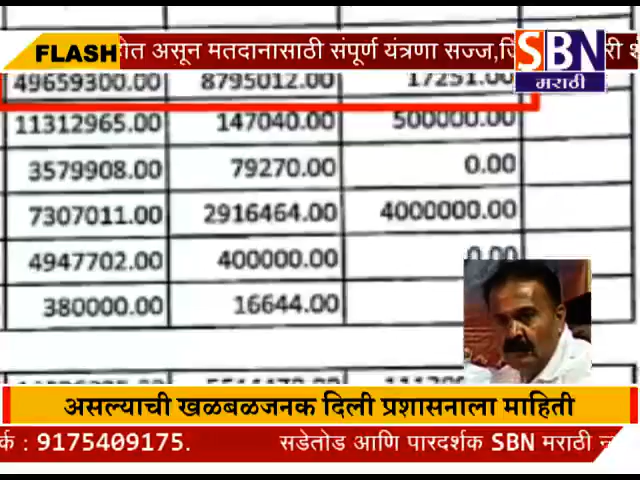 FLASH
असून मतदानासाठी संपूर्ण यंत्रणा सज्ज,
SBN
मराठी
49659300.00 8795012.00 17251.00
11312965.00 147040.00 500000.00
3579908.00 79270.00 0.00
7307011.00 2916464.00 4000000.00
4947702.00 400000.00 0.00
380000.00 16644.00
असल्याची खळबळजनक दिली प्रशासनाला माहिती
र्क : 9175409175. सडेतोड आणि पारदर्शक SBN मराठी